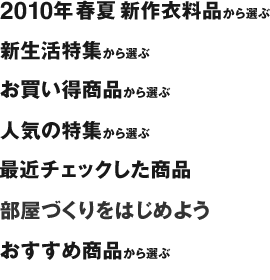 2010年 春夏 新作衣料品から選ぶ
新生活特集から選ぶ
お買い得商品から選ぶ
人気の特集から選ぶ
最近チェックした商品
部屋づくりをはじめよう
おすすめ商品から選ぶ